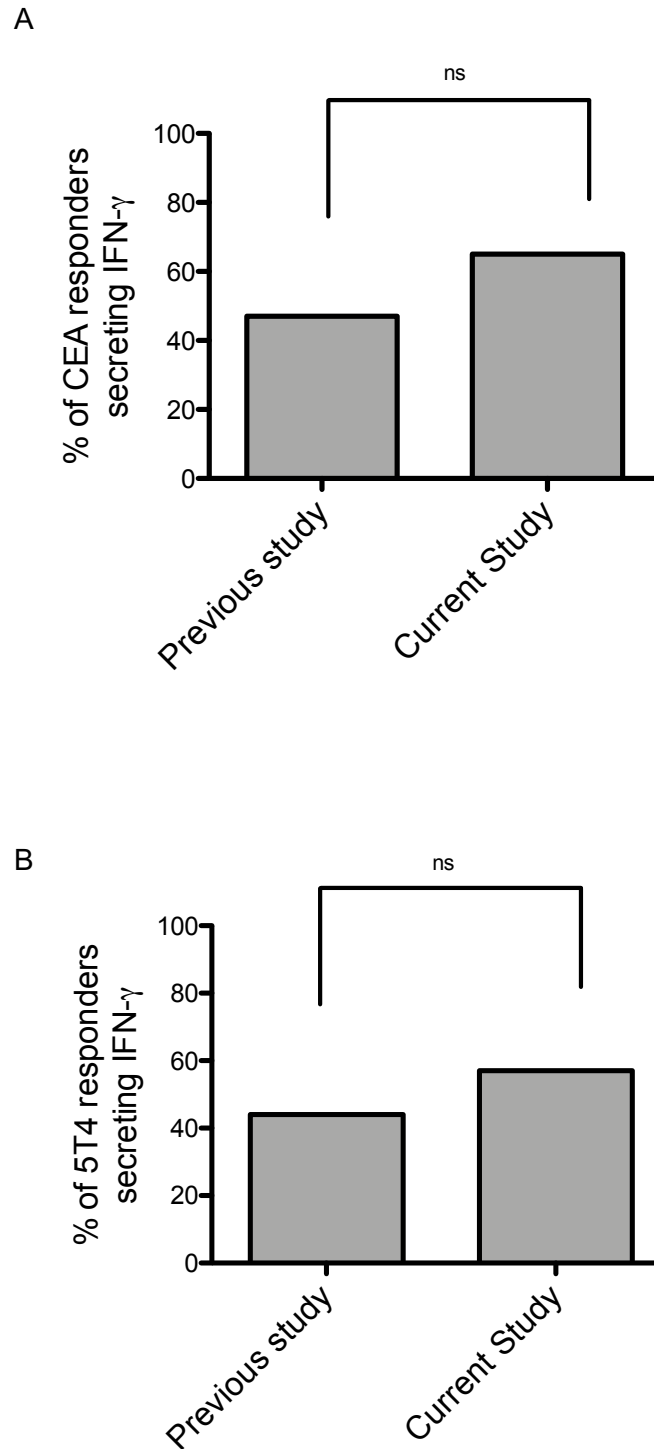 A
ns
100
80
60
40
20
0
% of CEA responders
secreting IFN-γ
Previous study
Current Study
B
ns
100
80
60
40
20
0
% of 5T4 responders
secreting IFN-γ
Previous study
Current Study